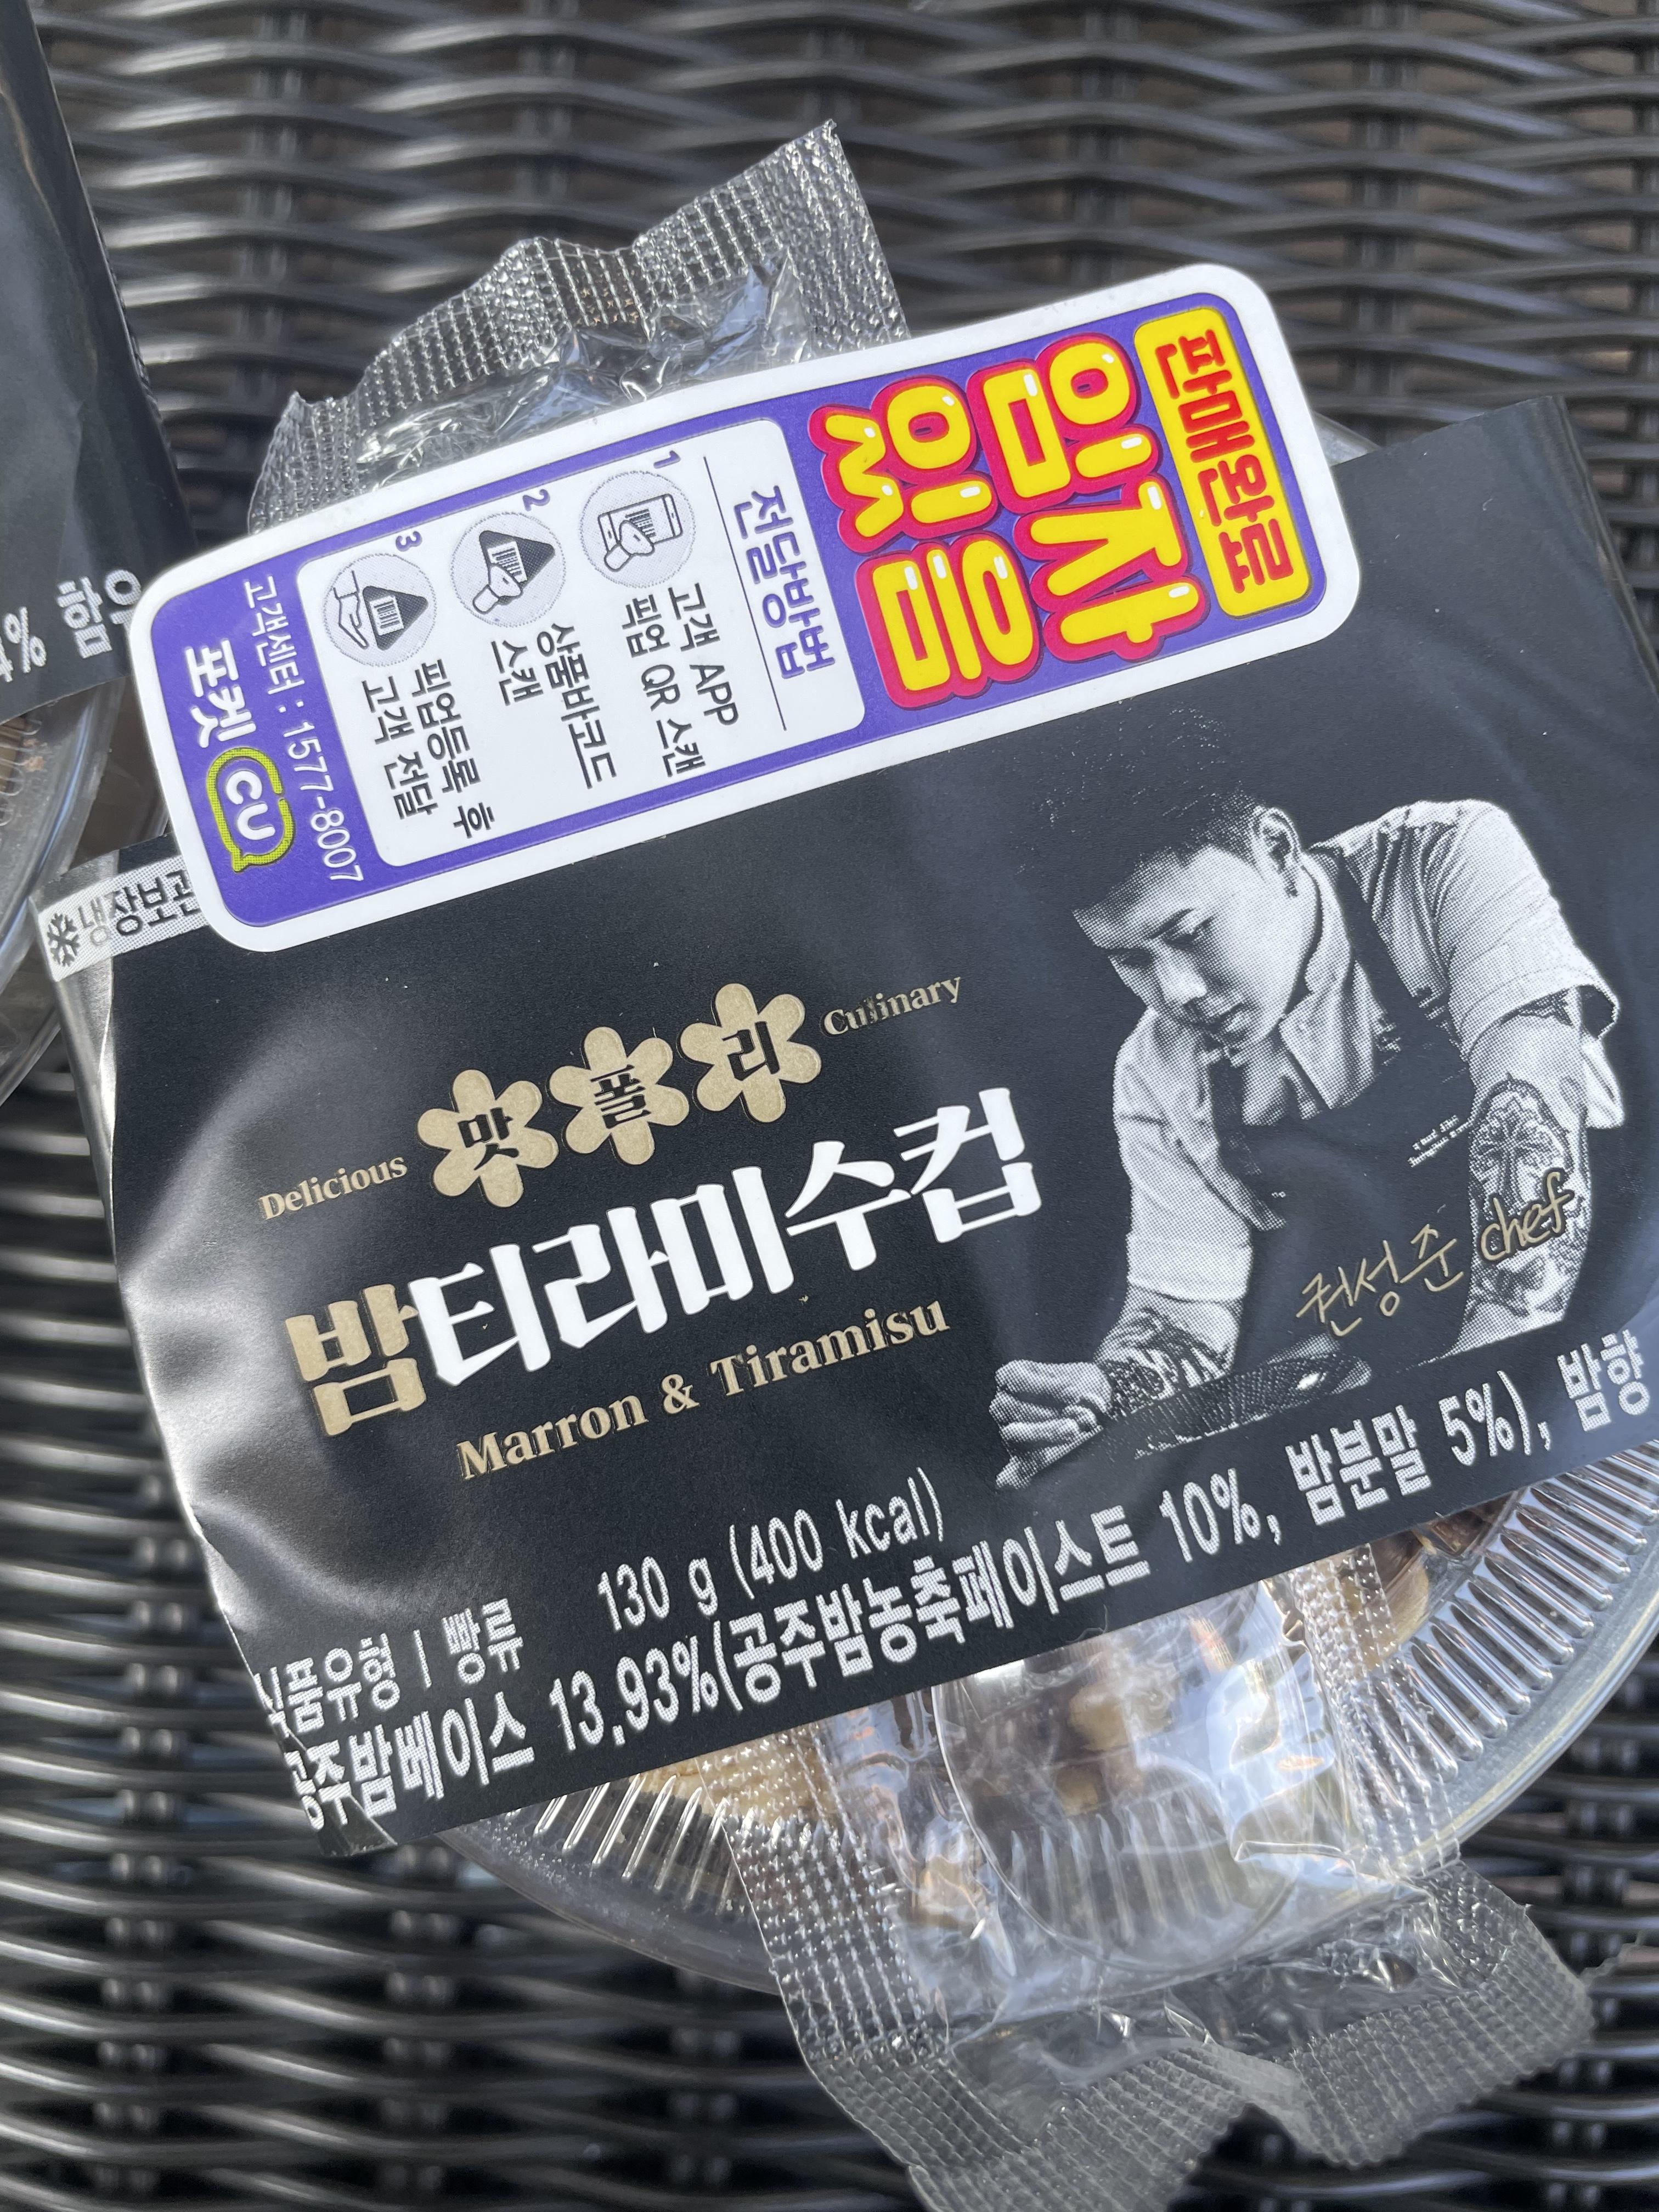 판매완료
임자
있음
전달방법
1
고객 APP
픽업 QR 스캔
2
상품바코드
스캔
3
픽업등록 후
고객 전달
고객센터 : 1577-8007
포켓 CU
냉장보관
Delicious 맛폴리 Culinary
밤티라미수컵
Marron & Tiramisu
권성준 chef
식품유형 | 빵류 130 g (400 kcal)
공주밤베이스 13.93%(공주밤농축페이스트 10%, 밤분말 5%), 밤향
%
함유